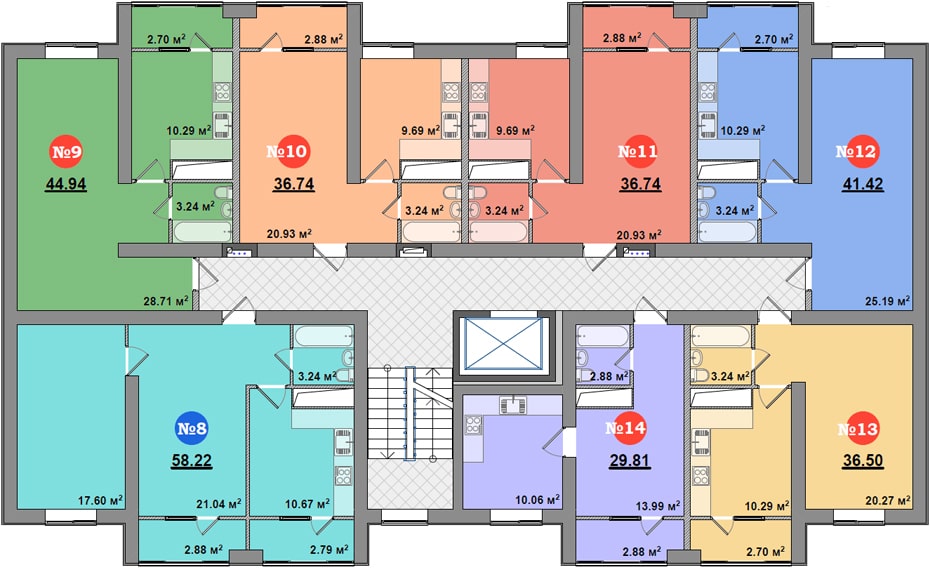 2.70 м²
2.88 м²
2.88 м²
2.70 м²
10.29 м²
9.69 м²
9.69 м²
10.29 м²
№9
44.94
№10
36.74
№11
36.74
№12
41.42
3.24 м²
3.24 м²
3.24 м²
3.24 м²
20.93 м²
20.93 м²
28.71 м²
25.19 м²
3.24 м²
2.88 м²
3.24 м²
№8
58.22
№14
29.81
№13
36.50
17.60 м²
21.04 м²
10.67 м²
10.06 м²
13.99 м²
10.29 м²
20.27 м²
2.88 м²
2.79 м²
2.88 м²
2.70 м²